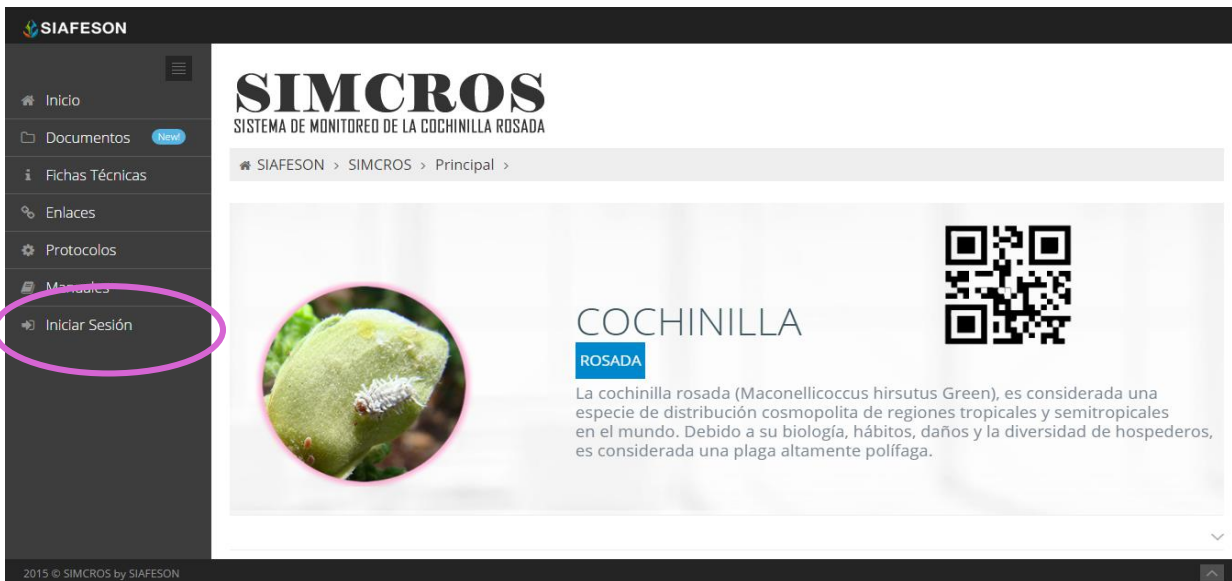 SIAFESON
Inicio
Documentos New!
Fichas Técnicas
Enlaces
Protocolos
Manuales
Iniciar Sesión
SIMCROS
SISTEMA DE MONITOREO DE LA COCHINILLA ROSADA
SIAFESON > SIMCROS > Principal >
COCHINILLA
ROSADA
La cochinilla rosada (Maconellicoccus hirsutus Green), es considerada una
especie de distribución cosmopolita de regiones tropicales y semitropicales
en el mundo. Debido a su biología, hábitos, daños y la diversidad de hospederos,
es considerada una plaga altamente polífaga.
2015 © SIMCROS by SIAFESON